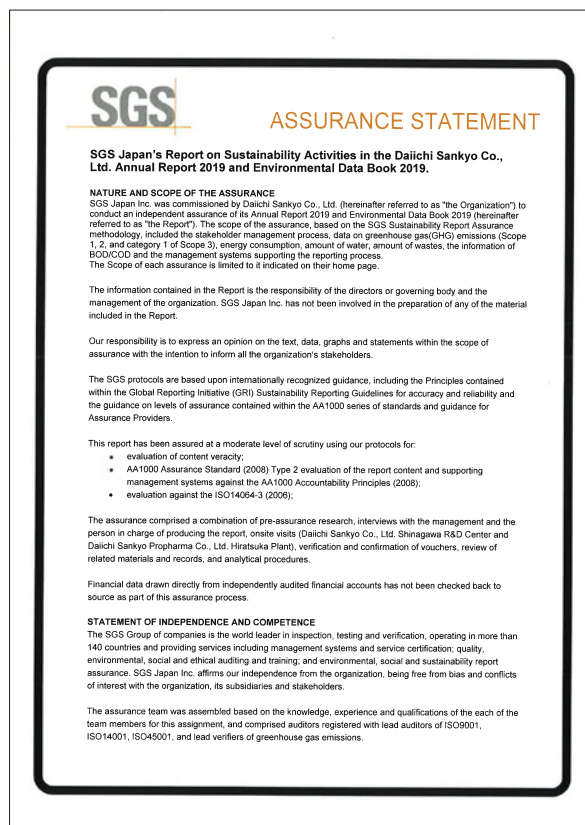 SGS
ASSURANCE STATEMENT
SGS Japan's Report on Sustainability Activities in the Daiichi Sankyo Co.,
Ltd. Annual Report 2019 and Environmental Data Book 2019.
NATURE AND SCOPE OF THE ASSURANCE
SGS Japan Inc. was commissioned by Daiichi Sankyo Co., Ltd. (hereinafter referred to as "the Organization") to
conduct an independent assurance of its Annual Report 2019 and Environmental Data Book 2019 (hereinafter
referred to as "the Report"). The scope of the assurance, based on the SGS Sustainability Report Assurance
methodology, included the stakeholder management process, data on greenhouse gas(GHG) emissions (Scope
1, 2, and category 1 of Scope 3), energy consumption, amount of water, amount of wastes, the information of
BOD/COD and the management systems supporting the reporting process.
The Scope of each assurance is limited to it indicated on their home page.
The information contained in the Report is the responsibility of the directors or governing body and the
management of the organization. SGS Japan Inc. has not been involved in the preparation of any of the material
included in the Report.
Our responsibility is to express an opinion on the text, data, graphs and statements within the scope of
assurance with the intention to inform all the organization's stakeholders.
The SGS protocols are based upon internationally recognized guidance, including the Principles contained
within the Global Reporting Initiative (GRI) Sustainability Reporting Guidelines for accuracy and reliability and
the guidance on levels of assurance contained within the AA1000 series of standards and guidance for
Assurance Providers.
This report has been assured at a moderate level of scrutiny using our protocols for:
• evaluation of content veracity;
• AA1000 Assurance Standard (2008) Type 2 evaluation of the report content and supporting
management systems against the AA1000 Accountability Principles (2008);
• evaluation against the ISO14064-3 (2006);
The assurance comprised a combination of pre-assurance research, interviews with the management and the
person in charge of producing the report, onsite visits (Daiichi Sankyo Co., Ltd. Shinagawa R&D Center and
Daiichi Sankyo Propharma Co., Ltd. Hiratsuka Plant), verification and confirmation of vouchers, review of
related materials and records, and analytical procedures.
Financial data drawn directly from independently audited financial accounts has not been checked back to
source as part of this assurance process.
STATEMENT OF INDEPENDENCE AND COMPETENCE
The SGS Group of companies is the world leader in inspection, testing and verification, operating in more than
140 countries and providing services including management systems and service certification; quality,
environmental, social and ethical auditing and training; and environmental, social and sustainability report
assurance. SGS Japan Inc. affirms our independence from the organization, being free from bias and conflicts
of interest with the organization, its subsidiaries and stakeholders.
The assurance team was assembled based on the knowledge, experience and qualifications of the each of the
team members for this assignment, and comprised auditors registered with lead auditors of ISO9001,
ISO14001, ISO45001, and lead verifiers of greenhouse gas emissions.